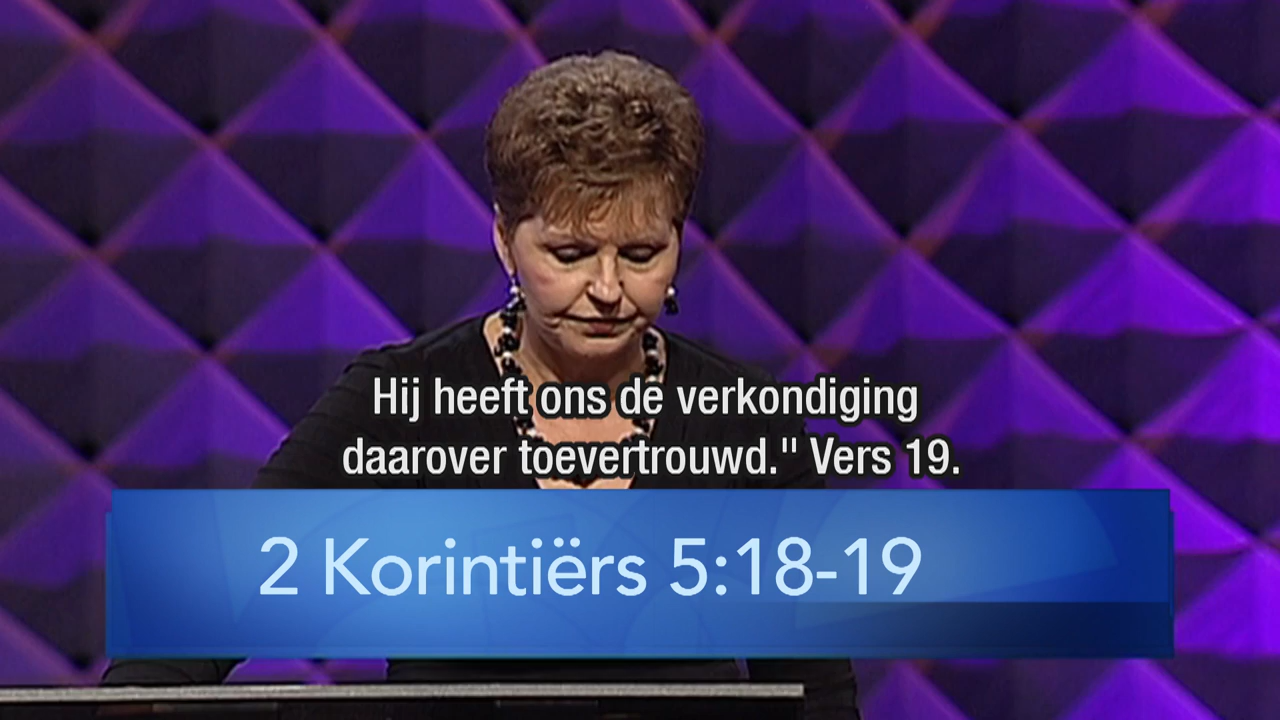 Hij heeft ons de verkondiging
daarover toevertrouwd." Vers 19.
2 Korintiërs 5:18-19